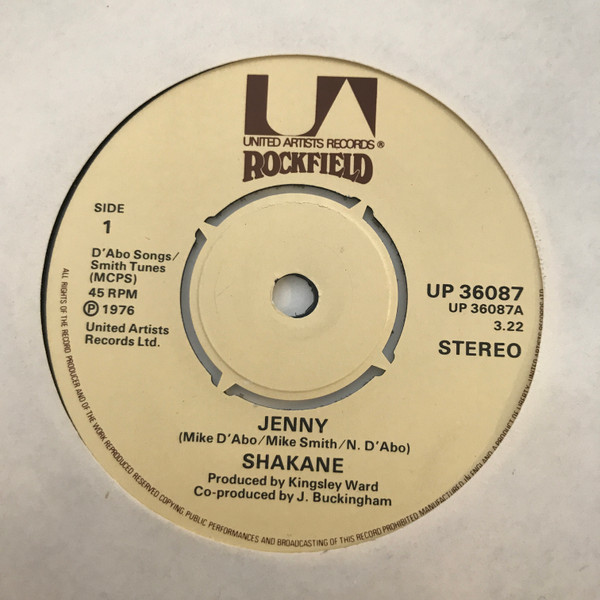 UA
UNITED ARTISTS RECORDS®
ROCKFIELD
SIDE
1
D'Abo Songs/
Smith Tunes
(MCPS)
45 RPM
Ⓟ 1976
United Artists
Records Ltd.
UP 36087
UP 36087A
3.22
STEREO
JENNY
(Mike D'Abo/Mike Smith/N. D'Abo)
SHAKANE
Produced by Kingsley Ward
Co-produced by J. Buckingham
ALL RIGHTS OF THE RECORD PRODUCER AND OF THE WORK REPRODUCED RESERVED COPYING, PUBLIC PERFORMANCES AND BROADCASTING OF THIS RECORD PROHIBITED. MANUFACTURED